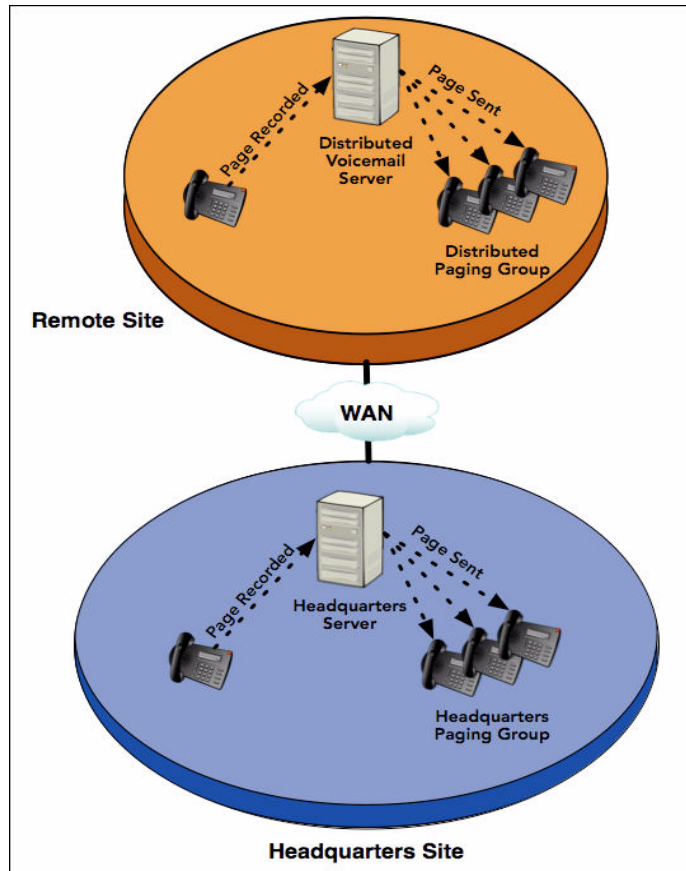 Page Recorded
Page Sent
Distributed
Voicemail
Server
Distributed
Paging Group
Remote Site
WAN
Page Recorded
Page Sent
Headquarters
Server
Headquarters
Paging Group
Headquarters Site